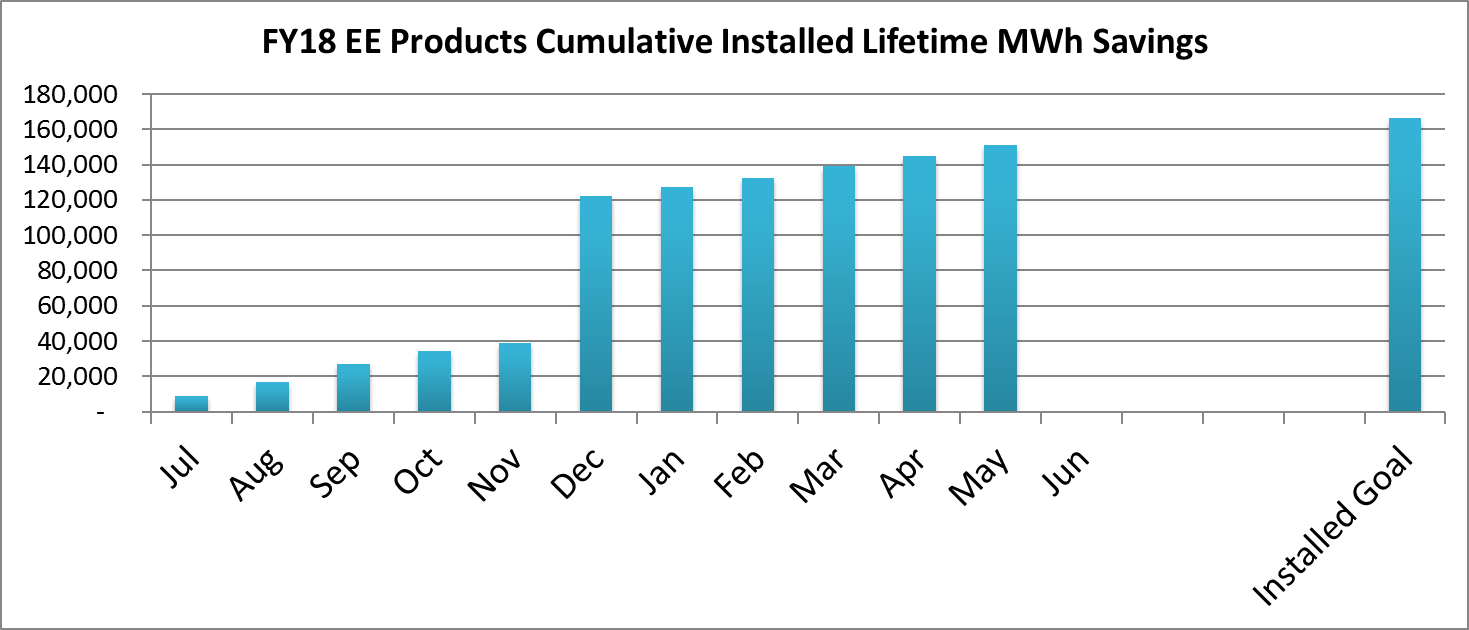 FY18 EE Products Cumulative Installed Lifetime MWh Savings
180,000
160,000
140,000
120,000
100,000
80,000
60,000
40,000
20,000
-
Jul
Aug
Sep
Oct
Nov
Dec
Jan
Feb
Mar
Apr
May
Jun
Installed Goal